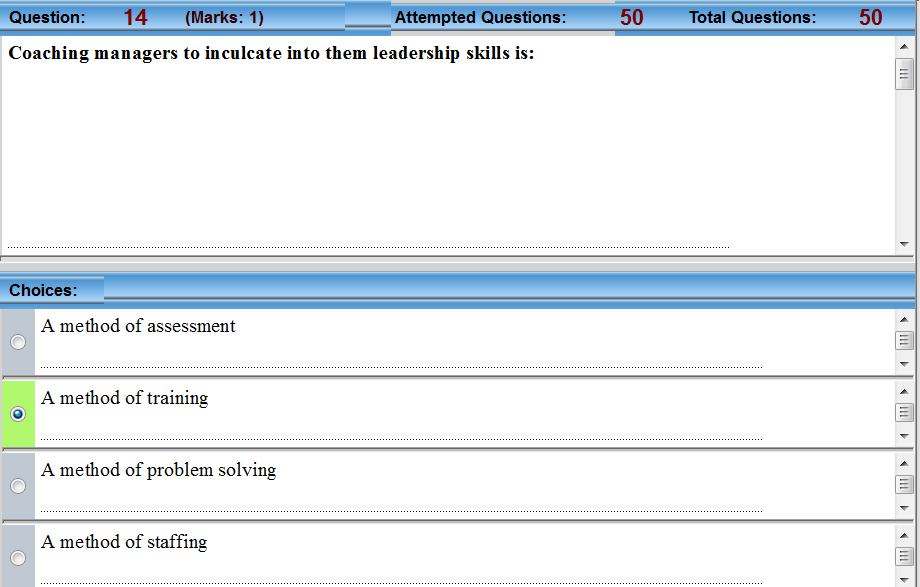 Question: 14 (Marks: 1) Attempted Questions: 50 Total Questions: 50
Coaching managers to inculcate into them leadership skills is:
Choices:
A method of assessment
A method of training
A method of problem solving
A method of staffing